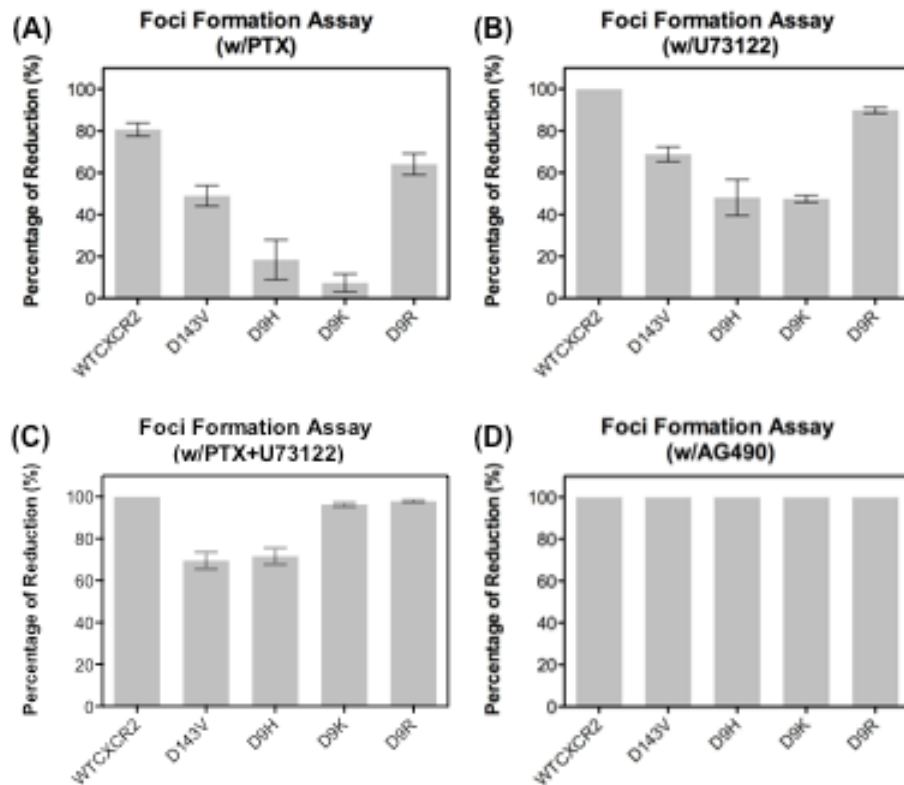 (A)
Foci Formation Assay
(w/PTX)
Percentage of Reduction (%)
100
80
60
40
20
0
WTCXCR2
D143V
D9H
D9K
D9R
(B)
Foci Formation Assay
(w/U73122)
Percentage of Reduction (%)
100
80
60
40
20
0
WTCXCR2
D143V
D9H
D9K
D9R
(C)
Foci Formation Assay
(w/PTX+U73122)
Percentage of Reduction (%)
100
80
60
40
20
0
WTCXCR2
D143V
D9H
D9K
D9R
(D)
Foci Formation Assay
(w/AG490)
Percentage of Reduction (%)
100
80
60
40
20
0
WTCXCR2
D143V
D9H
D9K
D9R